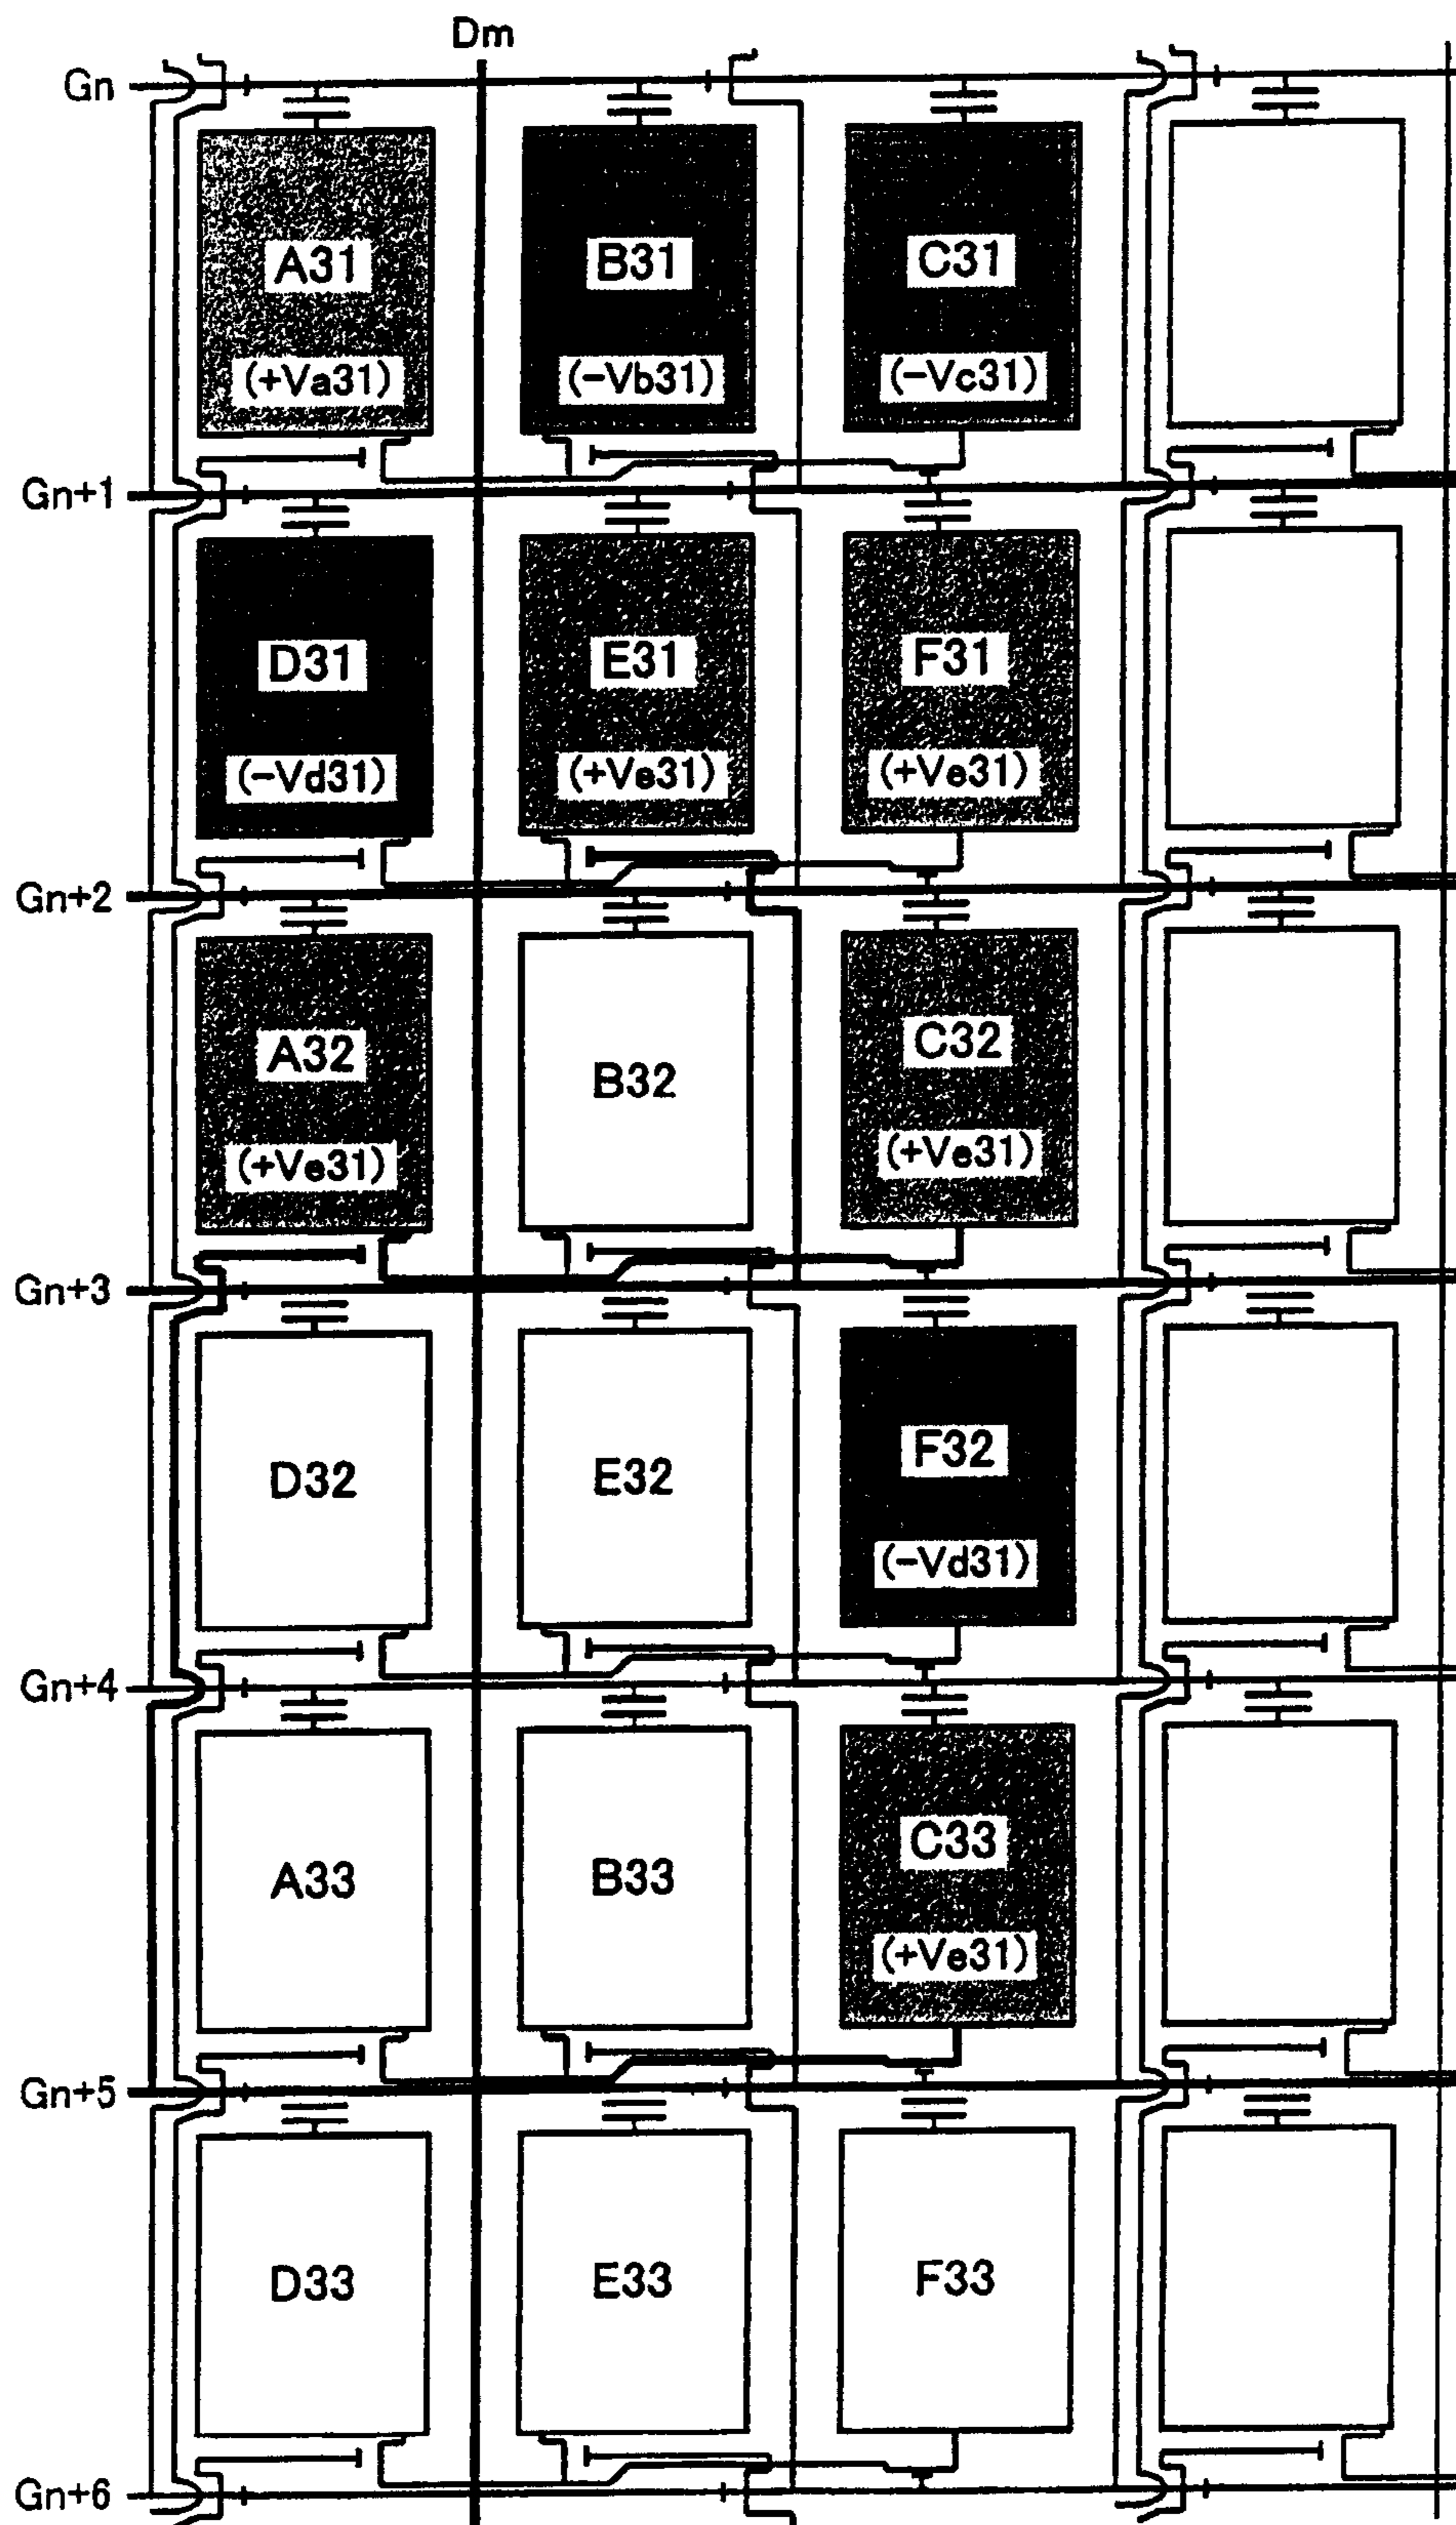 Dm
Gn
A31
B31
C31
(+Va31)
(-Vb31)
(-Vc31)
Gn+1
D31
E31
F31
(-Vd31)
(+Ve31)
(+Ve31)
Gn+2
A32
B32
C32
(+Ve31)
(+Ve31)
Gn+3
D32
E32
F32
(-Vd31)
Gn+4
A33
B33
C33
(+Ve31)
Gn+5
D33
E33
F33
Gn+6